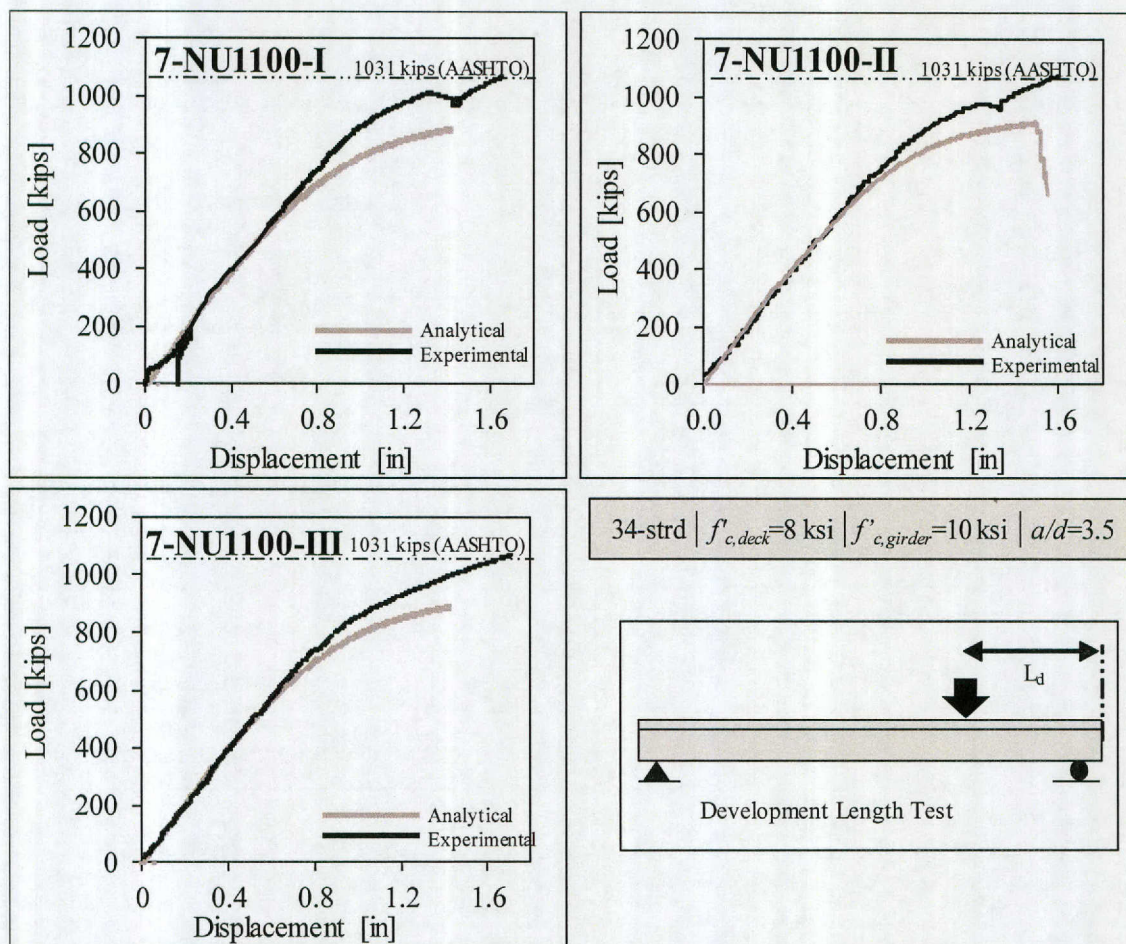 7-NU1100-I
1031 kips (AASHTO)
1200
1000
800
600
400
200
0
Load [kips]
Analytical
Experimental
0 0.4 0.8 1.2 1.6
Displacement [in]
7-NU1100-II
1031 kips (AASHTO)
1200
1000
800
600
400
200
0
Load [kips]
Analytical
Experimental
0.0 0.4 0.8 1.2 1.6
Displacement [in]
7-NU1100-III
1031 kips (AASHTO)
1200
1000
800
600
400
200
0
Load [kips]
Analytical
Experimental
0 0.4 0.8 1.2 1.6
Displacement [in]
34-strd | f'c,deck=8 ksi | f'c,girder=10 ksi | a/d=3.5
Ld
Development Length Test